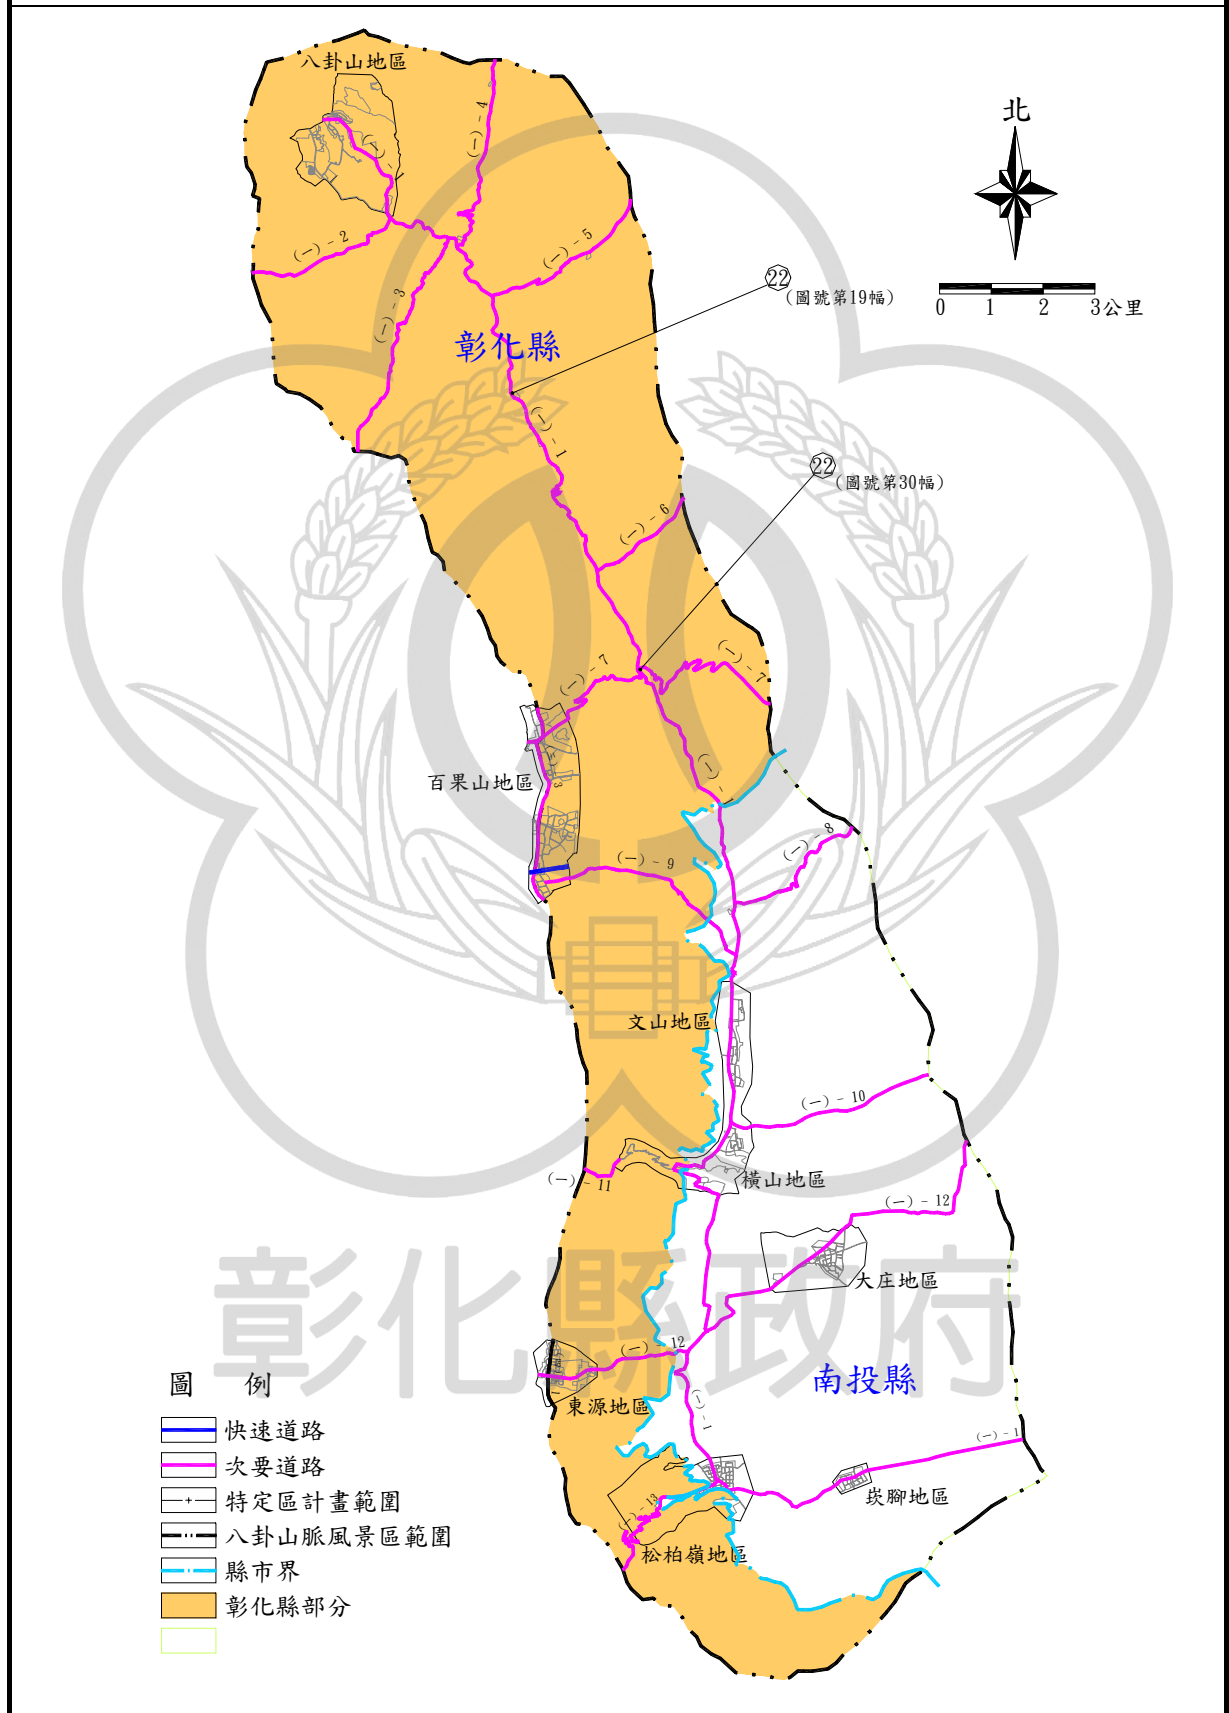 八卦山地區
北
(一)-4
(一)-1
(一)-2
(一)-5
(一)-3
22
(圖號第19幅)
0 1 2 3公里
彰化縣
(一)-1
22
(圖號第30幅)
(一)-6
(一)-7
(一)-7
百果山地區
(一)-1
(一)-8
(一)-9
文山地區
(一)-10
(一)-11
橫山地區
(一)-12
大庄地區
彰化縣政府
(一)-12
南投縣
東源地區
(一)-1
(一)-1
崁腳地區
(一)-13
松柏嶺地區
圖 例
快速道路
次要道路
特定區計畫範圍
八卦山脈風景區範圍
縣市界
彰化縣部分